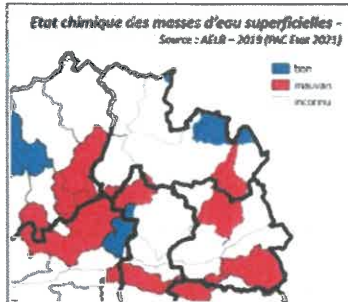 Etat chimique des masses d'eau superficielles -
Source : AELB - 2019 (PAC Etat 2021)
bon
mauvais
inconnu